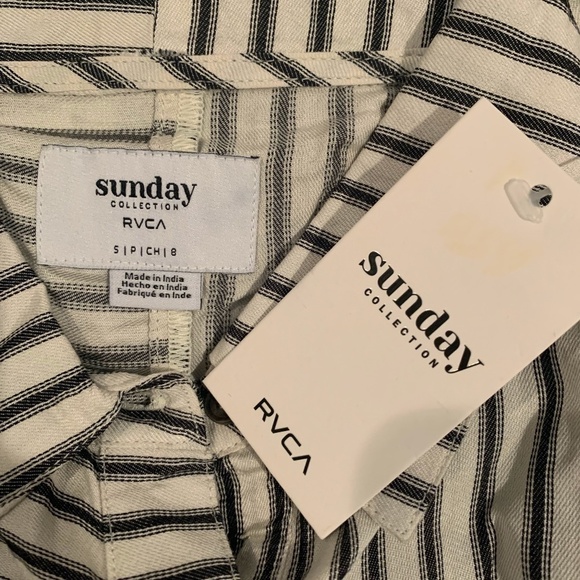 sunday
COLLECTION
RVCA
S|P|CH|8
Made in India
Hecho en India
Fabriqué en Inde
sunday
COLLECTION
RVCA